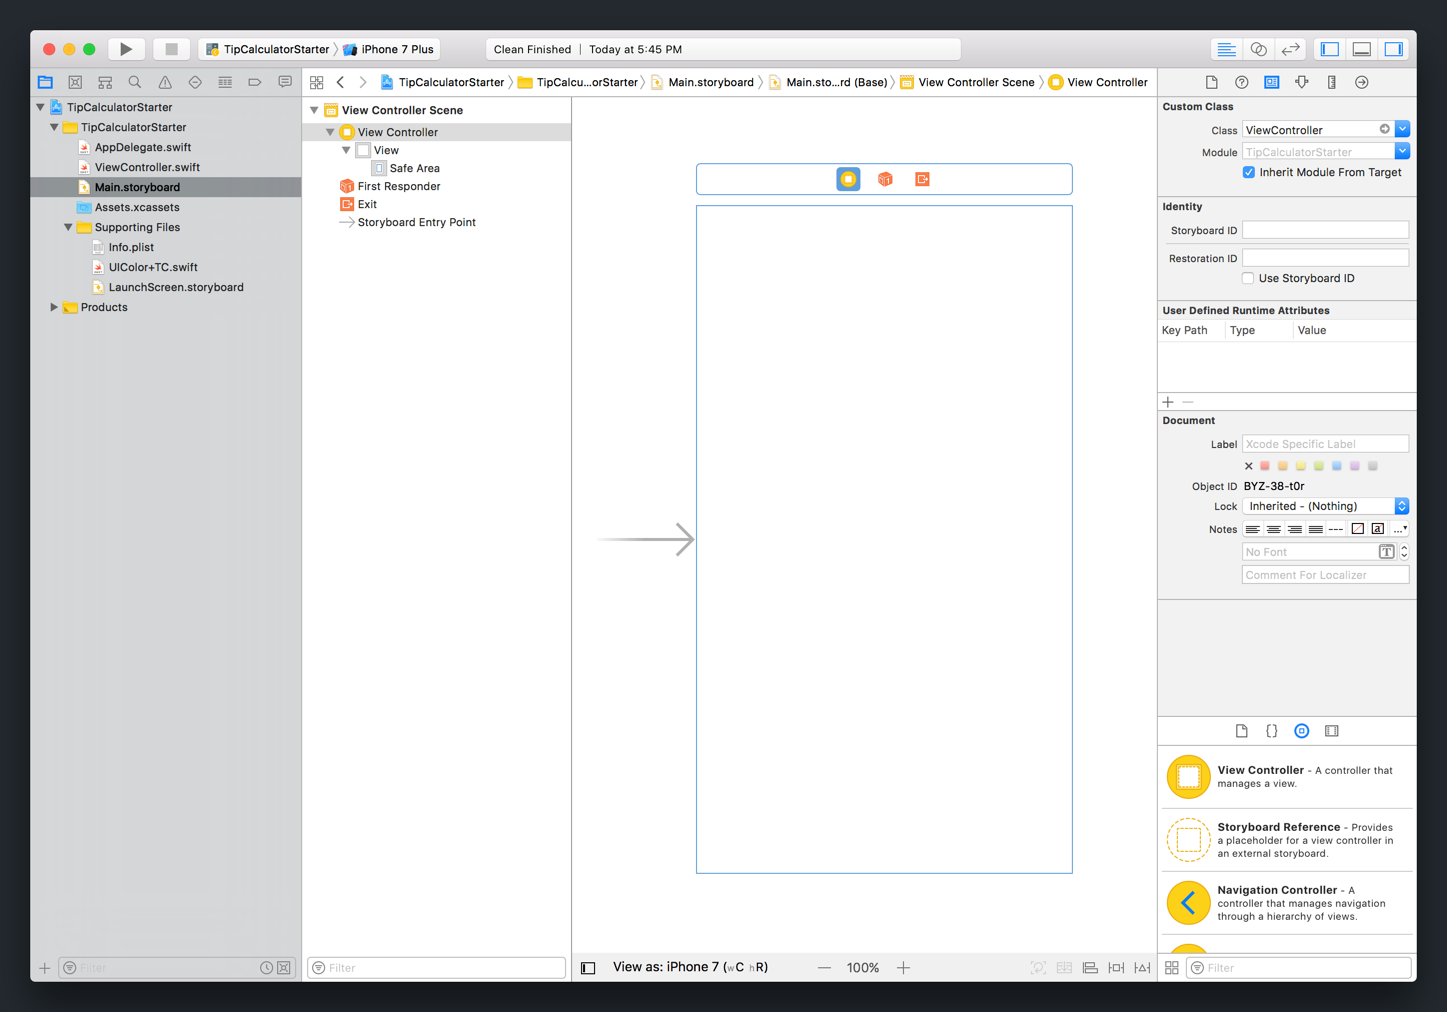 TipCalculatorStarter
iPhone 7 Plus
Clean Finished | Today at 5:45 PM
TipCalculatorStarter
TipCalcu...orStarter
Main.storyboard
Main.sto...rd (Base)
View Controller Scene
View Controller
TipCalculatorStarter
TipCalculatorStarter
AppDelegate.swift
ViewController.swift
Main.storyboard
Assets.xcassets
Supporting Files
Info.plist
UIColor+TC.swift
LaunchScreen.storyboard
Products
Filter
View Controller Scene
View Controller
View
Safe Area
First Responder
Exit
Storyboard Entry Point
Filter
View as: iPhone 7 (wC hR)
100%
Custom Class
Class ViewController
Module TipCalculatorStarter
Inherit Module From Target
Identity
Storyboard ID
Restoration ID
Use Storyboard ID
User Defined Runtime Attributes
Key Path Type Value
Document
Label Xcode Specific Label
Object ID BYZ-38-t0r
Lock Inherited - (Nothing)
Notes
No Font
Comment For Localizer
View Controller - A controller that
manages a view.
Storyboard Reference - Provides
a placeholder for a view controller in
an external storyboard.
Navigation Controller - A
controller that manages navigation
through a hierarchy of views.
Filter